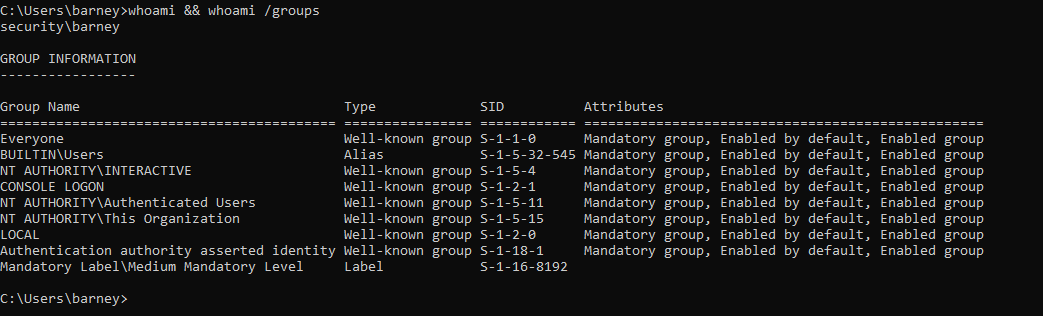 C:\Users\barney>whoami && whoami /groups
security\barney
GROUP INFORMATION
-----------------
Group Name                                 Type             SID          Attributes
========================================== ================ ============ ==================================================
Everyone                                   Well-known group S-1-1-0      Mandatory group, Enabled by default, Enabled group
BUILTIN\Users                              Alias            S-1-5-32-545 Mandatory group, Enabled by default, Enabled group
NT AUTHORITY\INTERACTIVE                   Well-known group S-1-5-4      Mandatory group, Enabled by default, Enabled group
CONSOLE LOGON                              Well-known group S-1-2-1      Mandatory group, Enabled by default, Enabled group
NT AUTHORITY\Authenticated Users           Well-known group S-1-5-11     Mandatory group, Enabled by default, Enabled group
NT AUTHORITY\This Organization             Well-known group S-1-5-15     Mandatory group, Enabled by default, Enabled group
LOCAL                                      Well-known group S-1-2-0      Mandatory group, Enabled by default, Enabled group
Authentication authority asserted identity Well-known group S-1-18-1     Mandatory group, Enabled by default, Enabled group
Mandatory Label\Medium Mandatory Level     Label            S-1-16-8192
C:\Users\barney>